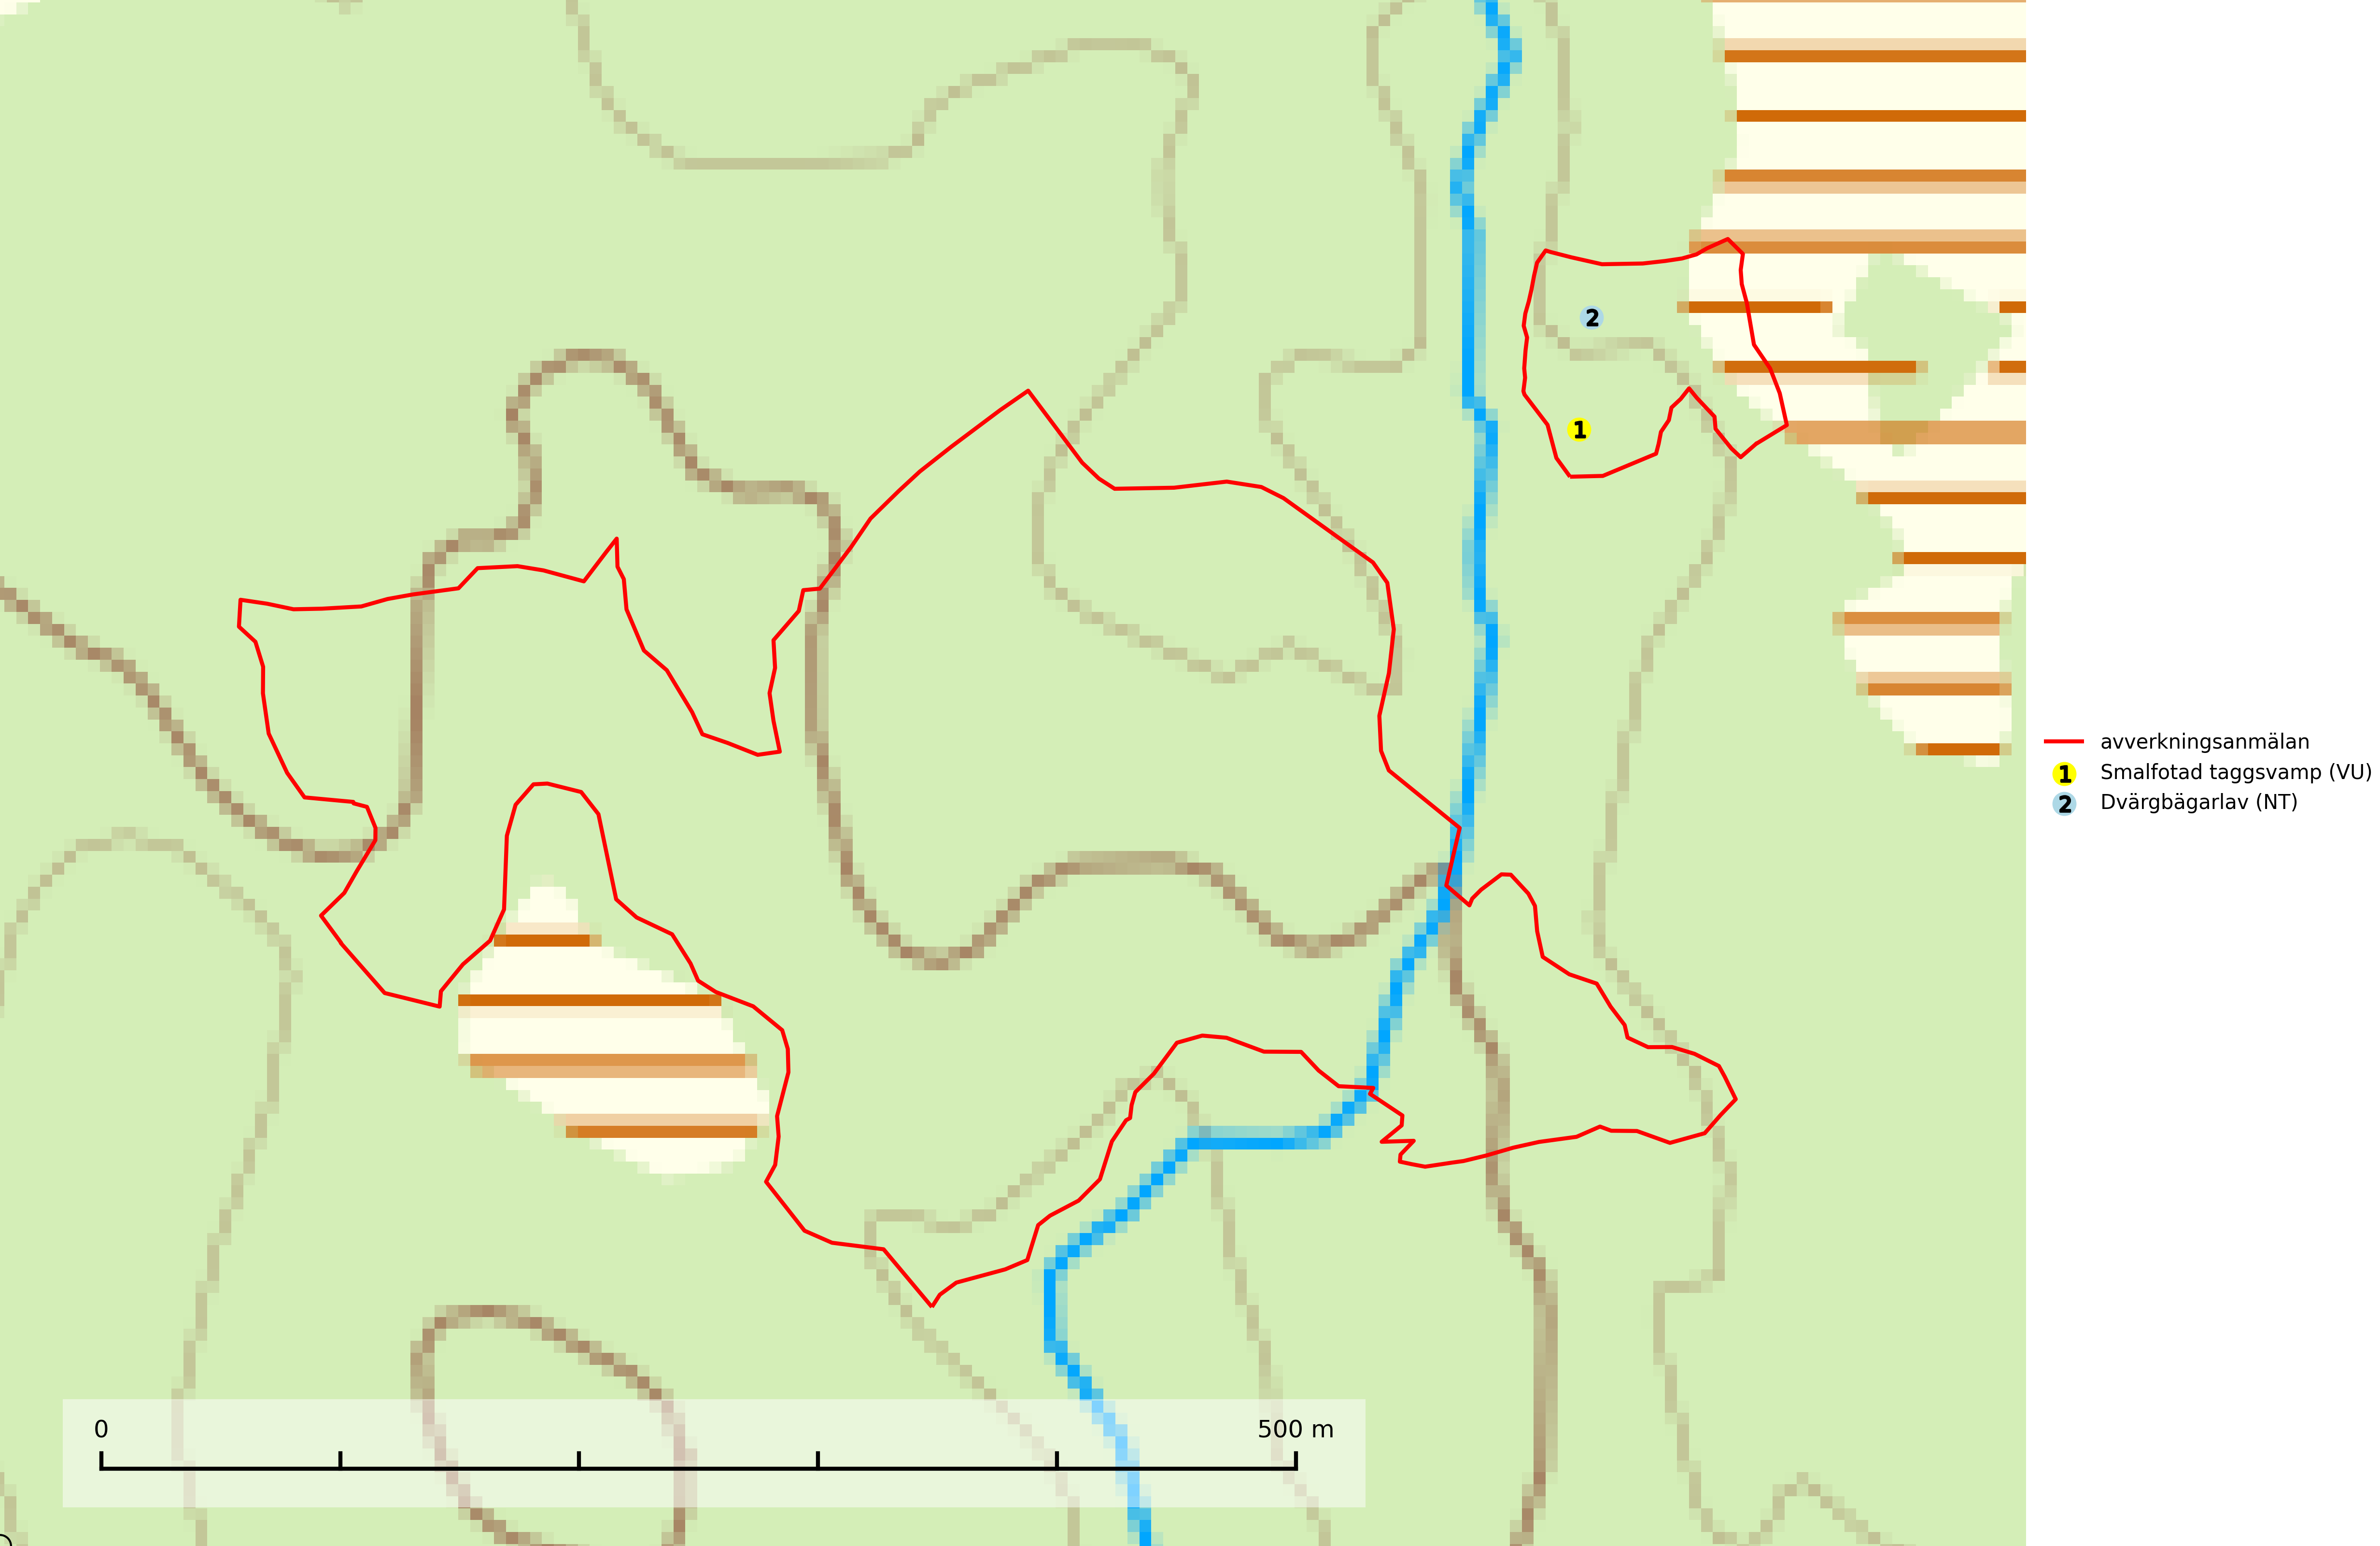 2
1
avverkningsanmälan
1 Smalfotad taggsvamp (VU)
2 Dvärgbägarlav (NT)
0 500 m